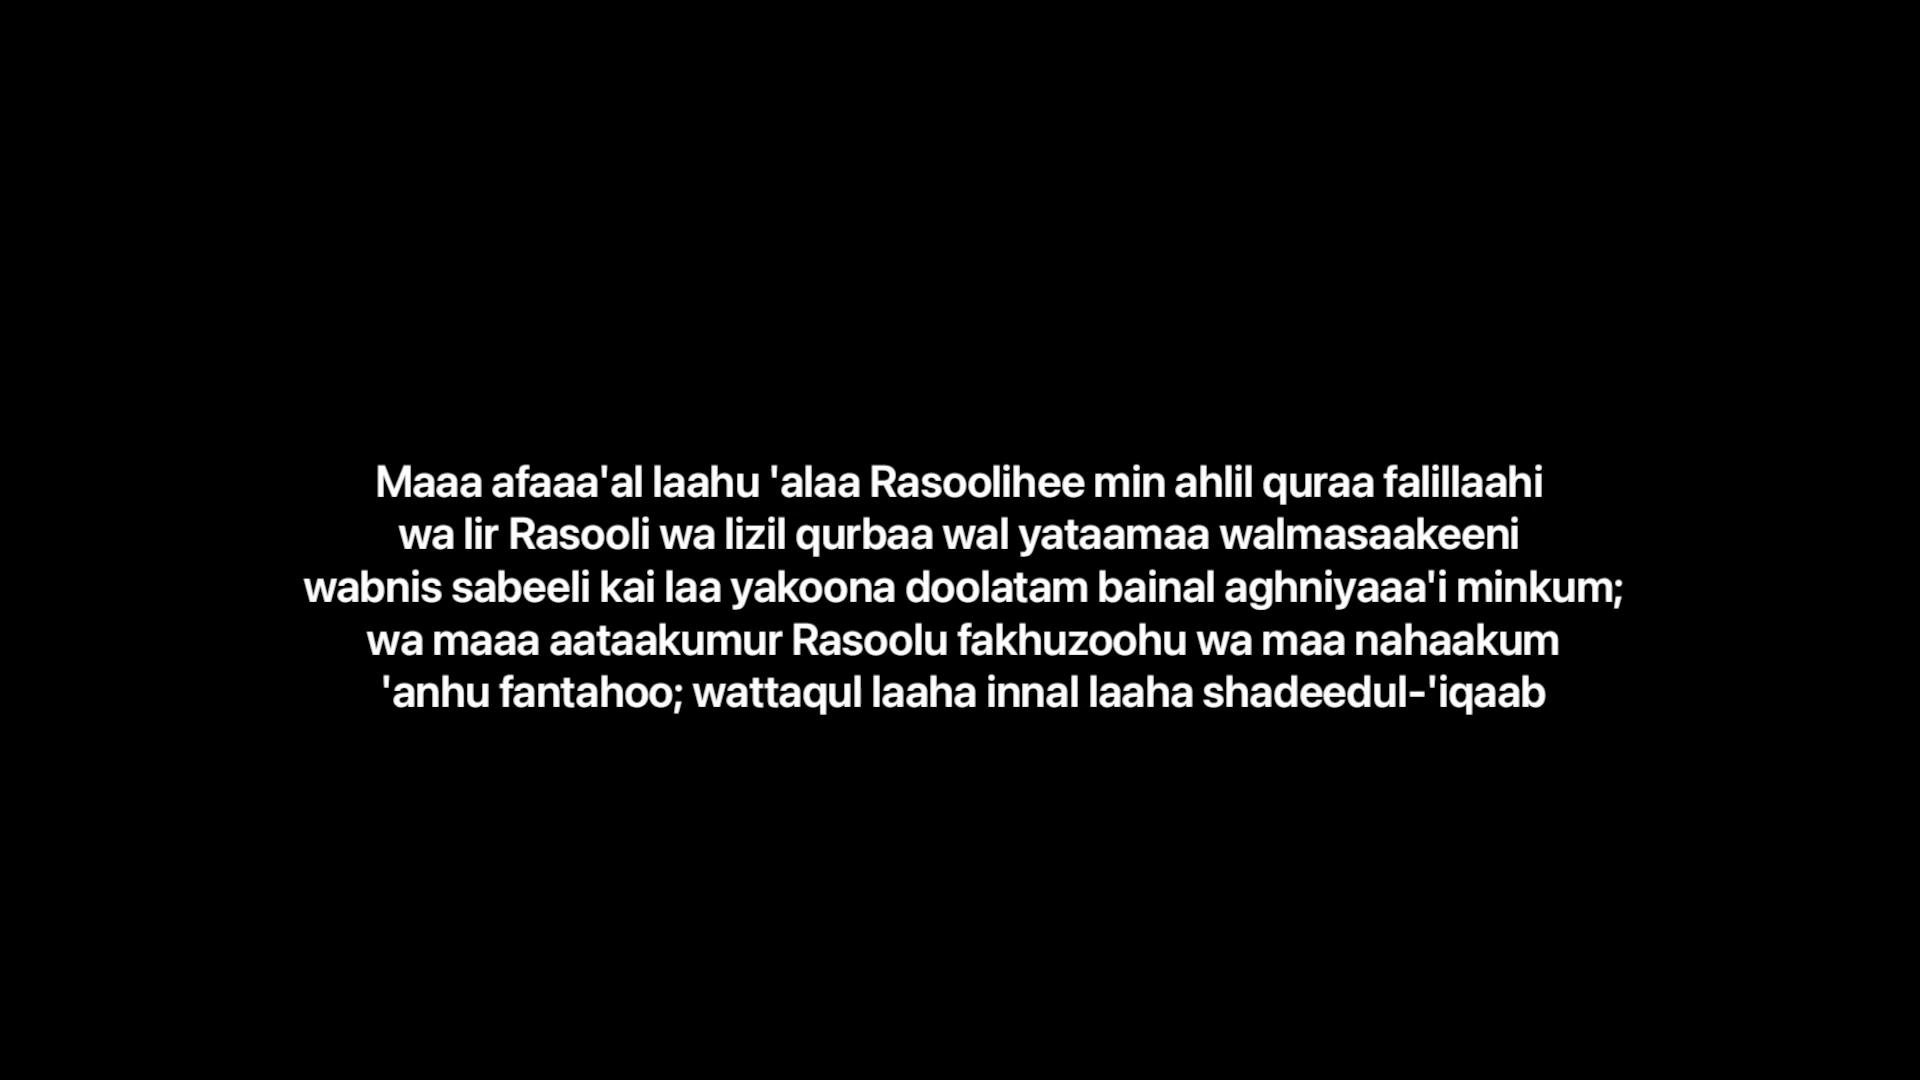 Maaa afaaa'al laahu 'alaa Rasoolihee min ahlil quraa falillaahi
wa lir Rasooli wa lizil qurbaa wal yataamaa walmasaakeeni
wabnis sabeeli kai laa yakoona doolatam bainal aghniyaaa'i minkum;
wa maaa aataakumur Rasoolu fakhuzoohu wa maa nahaakum
'anhu fantahoo; wattaqul laaha innal laaha shadeedul-'iqaab